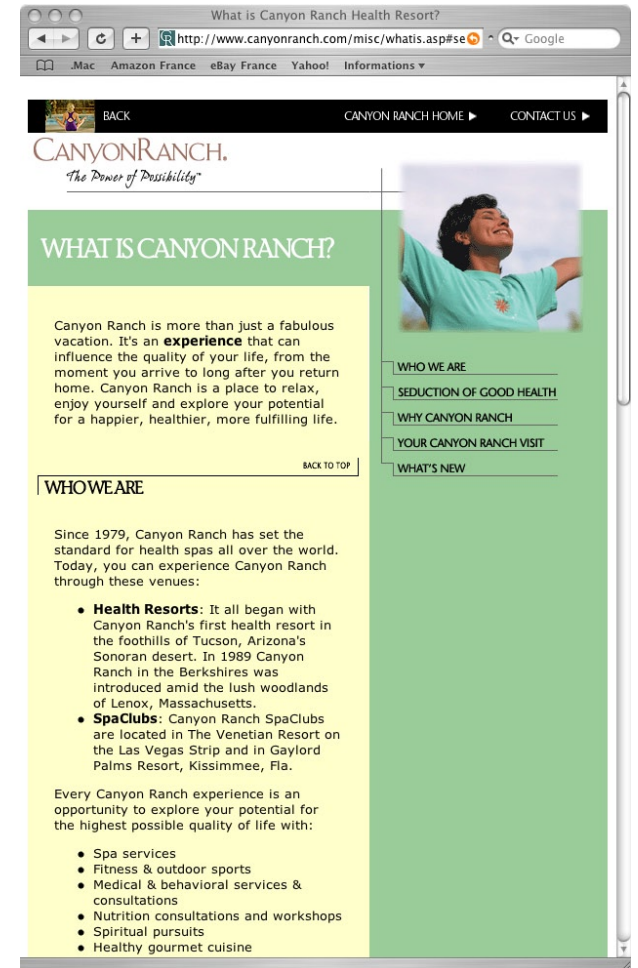 What is Canyon Ranch Health Resort?
http://www.canyonranch.com/misc/whatis.asp#se
Google
.Mac Amazon France eBay France Yahoo! Informations
BACK CANYON RANCH HOME CONTACT US
CANYONRANCH.
The Power of Possibility™
WHAT IS CANYON RANCH?
Canyon Ranch is more than just a fabulous
vacation. It's an experience that can
influence the quality of your life, from the
moment you arrive to long after you return
home. Canyon Ranch is a place to relax,
enjoy yourself and explore your potential
for a happier, healthier, more fulfilling life.
WHO WE ARE
SEDUCTION OF GOOD HEALTH
WHY CANYON RANCH
YOUR CANYON RANCH VISIT
WHAT'S NEW
BACK TO TOP
WHO WE ARE
Since 1979, Canyon Ranch has set the
standard for health spas all over the world.
Today, you can experience Canyon Ranch
through these venues:
• Health Resorts: It all began with
Canyon Ranch's first health resort in
the foothills of Tucson, Arizona's
Sonoran desert. In 1989 Canyon
Ranch in the Berkshires was
introduced amid the lush woodlands
of Lenox, Massachusetts.
• SpaClubs: Canyon Ranch SpaClubs
are located in The Venetian Resort on
the Las Vegas Strip and in Gaylord
Palms Resort, Kissimmee, Fla.
Every Canyon Ranch experience is an
opportunity to explore your potential for
the highest possible quality of life with:
• Spa services
• Fitness & outdoor sports
• Medical & behavioral services &
consultations
• Nutrition consultations and workshops
• Spiritual pursuits
• Healthy gourmet cuisine